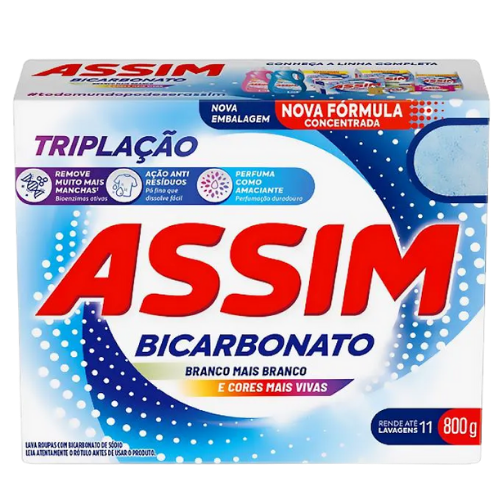 CONHEÇA A LINHA COMPLETA
ASSIM
BICARBONATO
#todomundopodeserassim
NOVA
EMBALAGEM
NOVA FÓRMULA
CONCENTRADA
TRIPLAÇÃO
REMOVE
MUITO MAIS
MANCHAS¹
Bioenzimas ativas
AÇÃO ANTI
RESÍDUOS
Pó fino que
dissolve fácil
PERFUMA
COMO
AMACIANTE
Perfumação duradoura
ASSIM
BICARBONATO
BRANCO MAIS BRANCO
E CORES MAIS VIVAS
LAVA ROUPAS COM BICARBONATO DE SÓDIO
LEIA ATENTAMENTE O RÓTULO ANTES DE USAR O PRODUTO.
RENDE ATÉ
LAVAGENS 11
800g